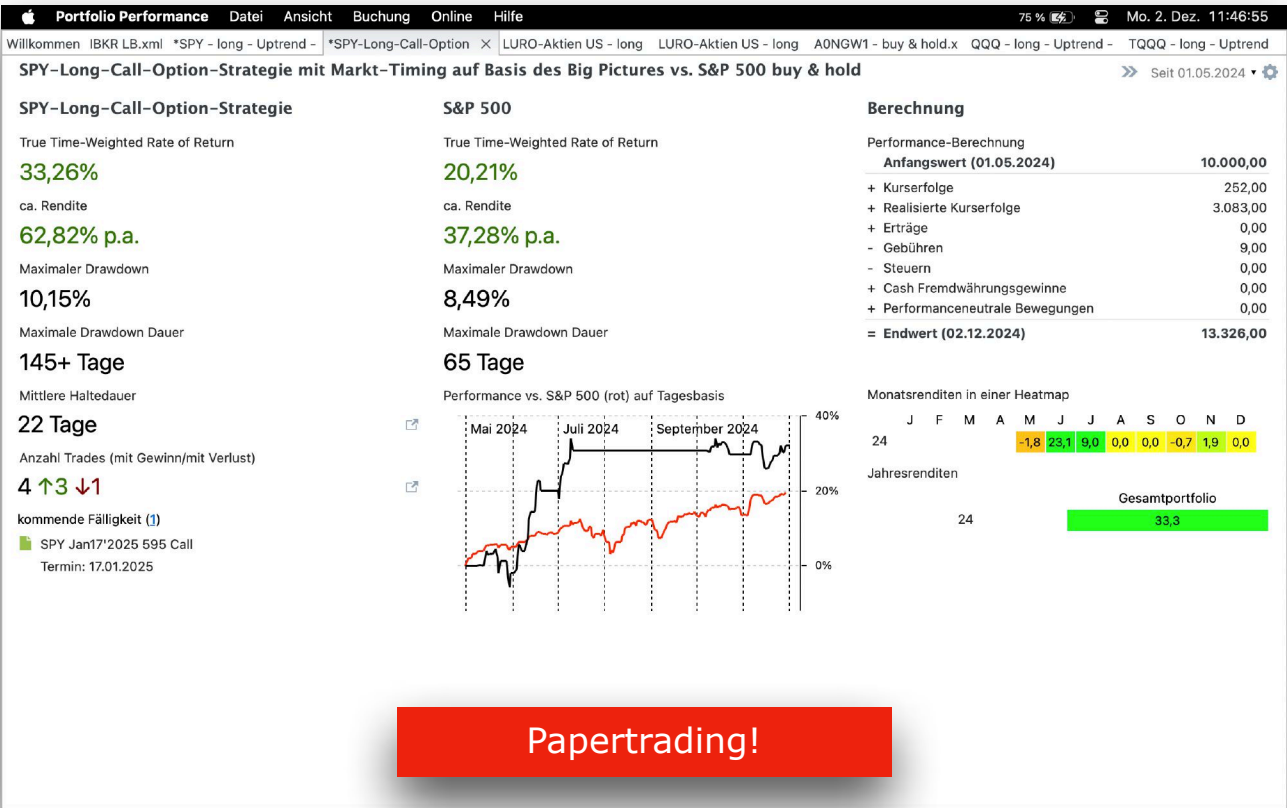 Portfolio Performance Datei Ansicht Buchung Online Hilfe 75 % Mo. 2. Dez. 11:46:55
Willkommen IBKR LB.xml *SPY - long - Uptrend - *SPY-Long-Call-Option × LURO-Aktien US - long LURO-Aktien US - long A0NGW1 - buy & hold.x QQQ - long - Uptrend - TQQQ - long - Uptrend
SPY-Long-Call-Option-Strategie mit Markt-Timing auf Basis des Big Pictures vs. S&P 500 buy & hold
Seit 01.05.2024
SPY-Long-Call-Option-Strategie
True Time-Weighted Rate of Return
33,26%
ca. Rendite
62,82% p.a.
Maximaler Drawdown
10,15%
Maximale Drawdown Dauer
145+ Tage
Mittlere Haltedauer
22 Tage
Anzahl Trades (mit Gewinn/mit Verlust)
4 ↑3 ↓1
kommende Fälligkeit (1)
SPY Jan17'2025 595 Call
Termin: 17.01.2025
S&P 500
True Time-Weighted Rate of Return
20,21%
ca. Rendite
37,28% p.a.
Maximaler Drawdown
8,49%
Maximale Drawdown Dauer
65 Tage
Performance vs. S&P 500 (rot) auf Tagesbasis
Mai 2024 Juli 2024 September 2024
40%
20%
0%
Berechnung
Performance-Berechnung
Anfangswert (01.05.2024) 10.000,00
+ Kurserfolge 252,00
+ Realisierte Kurserfolge 3.083,00
+ Erträge 0,00
- Gebühren 9,00
- Steuern 0,00
+ Cash Fremdwährungsgewinne 0,00
+ Performanceneutrale Bewegungen 0,00
= Endwert (02.12.2024) 13.326,00
Monatsrenditen in einer Heatmap
J F M A M J J A S O N D
24 -1,8 23,1 9,0 0,0 0,0 -0,7 1,9 0,0
Jahresrenditen
Gesamtportfolio
24 33,3
Papertrading!